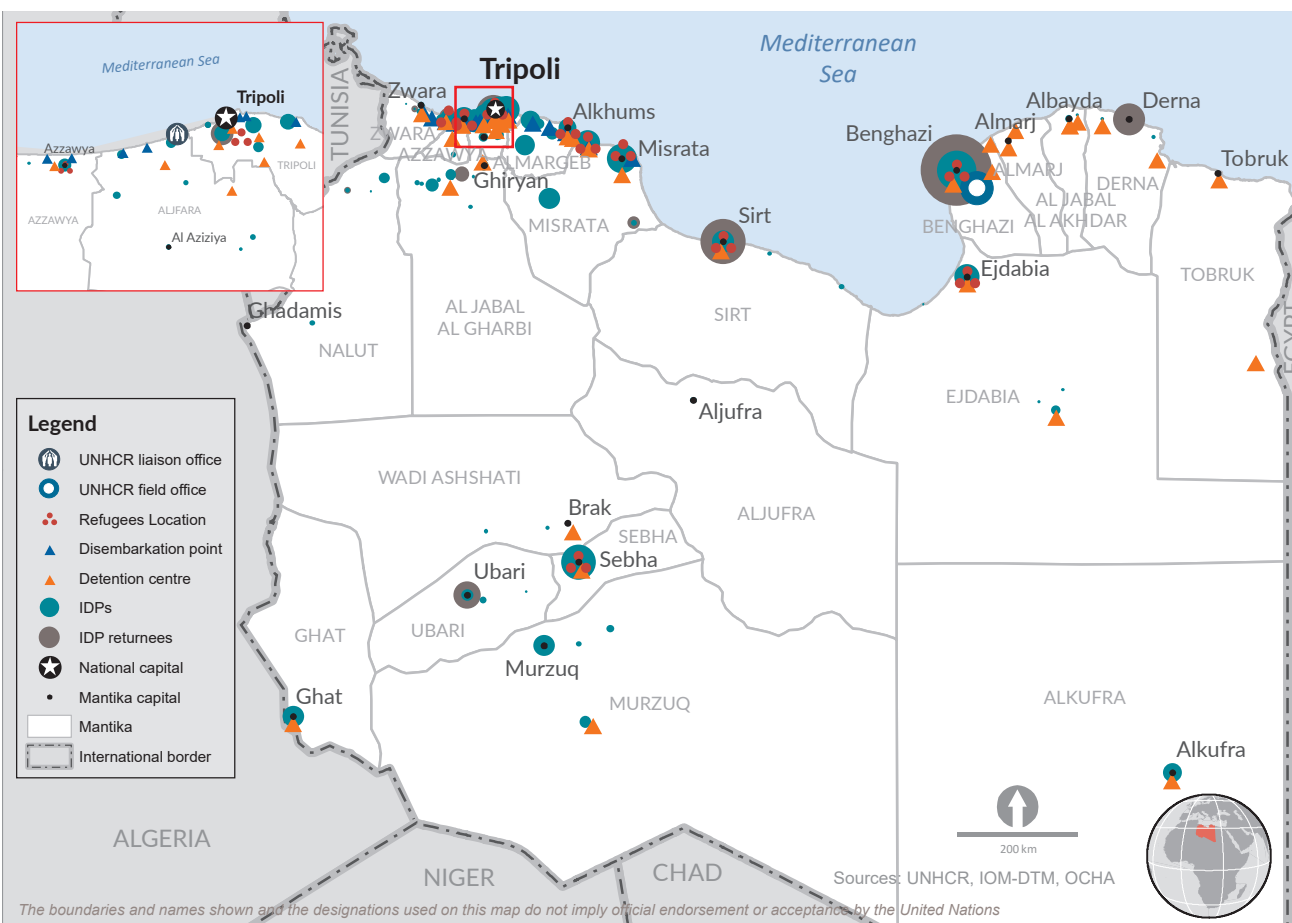 Mediterranean Sea
Tripoli
Azzawya
TRIPOLI
AZZAWYA
ALJFARA
Al Aziziya
Mediterranean
Sea
TUNISIA
Tripoli
Zwara
Alkhums
ZWARA
AZZAWYA
ALMARGEB
Misrata
Ghiryan
MISRATA
Albayda
Derna
Benghazi
Almarj
ALMARJ
Tobruk
DERNA
AL JABAL
AL AKHDAR
BENGHAZI
Sirt
Ejdabia
TOBRUK
EGYPT
Ghadamis
NALUT
AL JABAL
AL GHARBI
SIRT
EJDABIA
Aljufra
WADI ASHSHATI
Brak
SEBHA
ALJUFRA
Sebha
Ubari
UBARI
GHAT
Murzuq
MURZUQ
Ghat
ALKUFRA
Alkufra
Legend
UNHCR liaison office
UNHCR field office
Refugees Location
Disembarkation point
Detention centre
IDPs
IDP returnees
National capital
Mantika capital
Mantika
International border
ALGERIA
NIGER
CHAD
200 km
Sources: UNHCR, IOM-DTM, OCHA
The boundaries and names shown and the designations used on this map do not imply official endorsement or acceptance by the United Nations